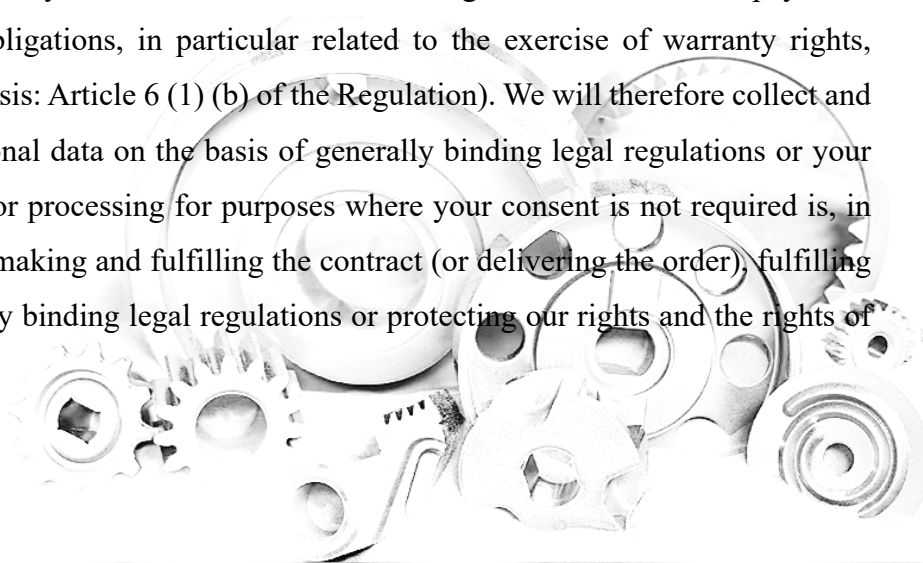 obligations, in particular related to the exercise of warranty rights,
sis: Article 6 (1) (b) of the Regulation). We will therefore collect and
onal data on the basis of generally binding legal regulations or your
or processing for purposes where your consent is not required is, in
making and fulfilling the contract (or delivering the order), fulfilling
y binding legal regulations or protecting our rights and the rights of